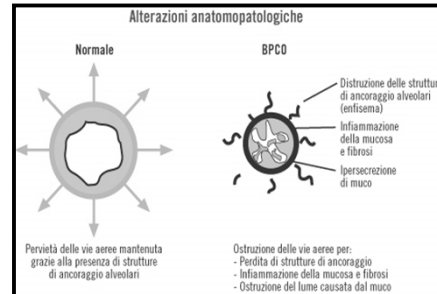 Alterazioni anatomopatologiche
Normale
BPCO
Distruzione delle strutture
di ancoraggio alveolari
(enfisema)
Infiammazione
della mucosa
e fibrosi
Ipersecrezione
di muco
Pervietà delle vie aeree mantenuta
grazie alla presenza di strutture
di ancoraggio alveolari
Ostruzione delle vie aeree per:
- Perdita di strutture di ancoraggio
- Infiammazione della mucosa e fibrosi
- Ostruzione del lume causata dal muco